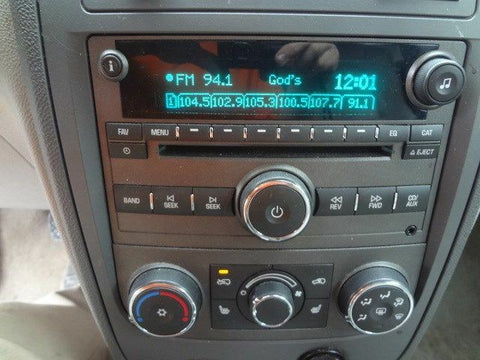 FM 94.1 God's 12:01
1 104.5 102.9 105.3 100.5 107.7 91.1
FAV MENU EQ CAT
EJECT
BAND SEEK SEEK REV FWD CD/AUX